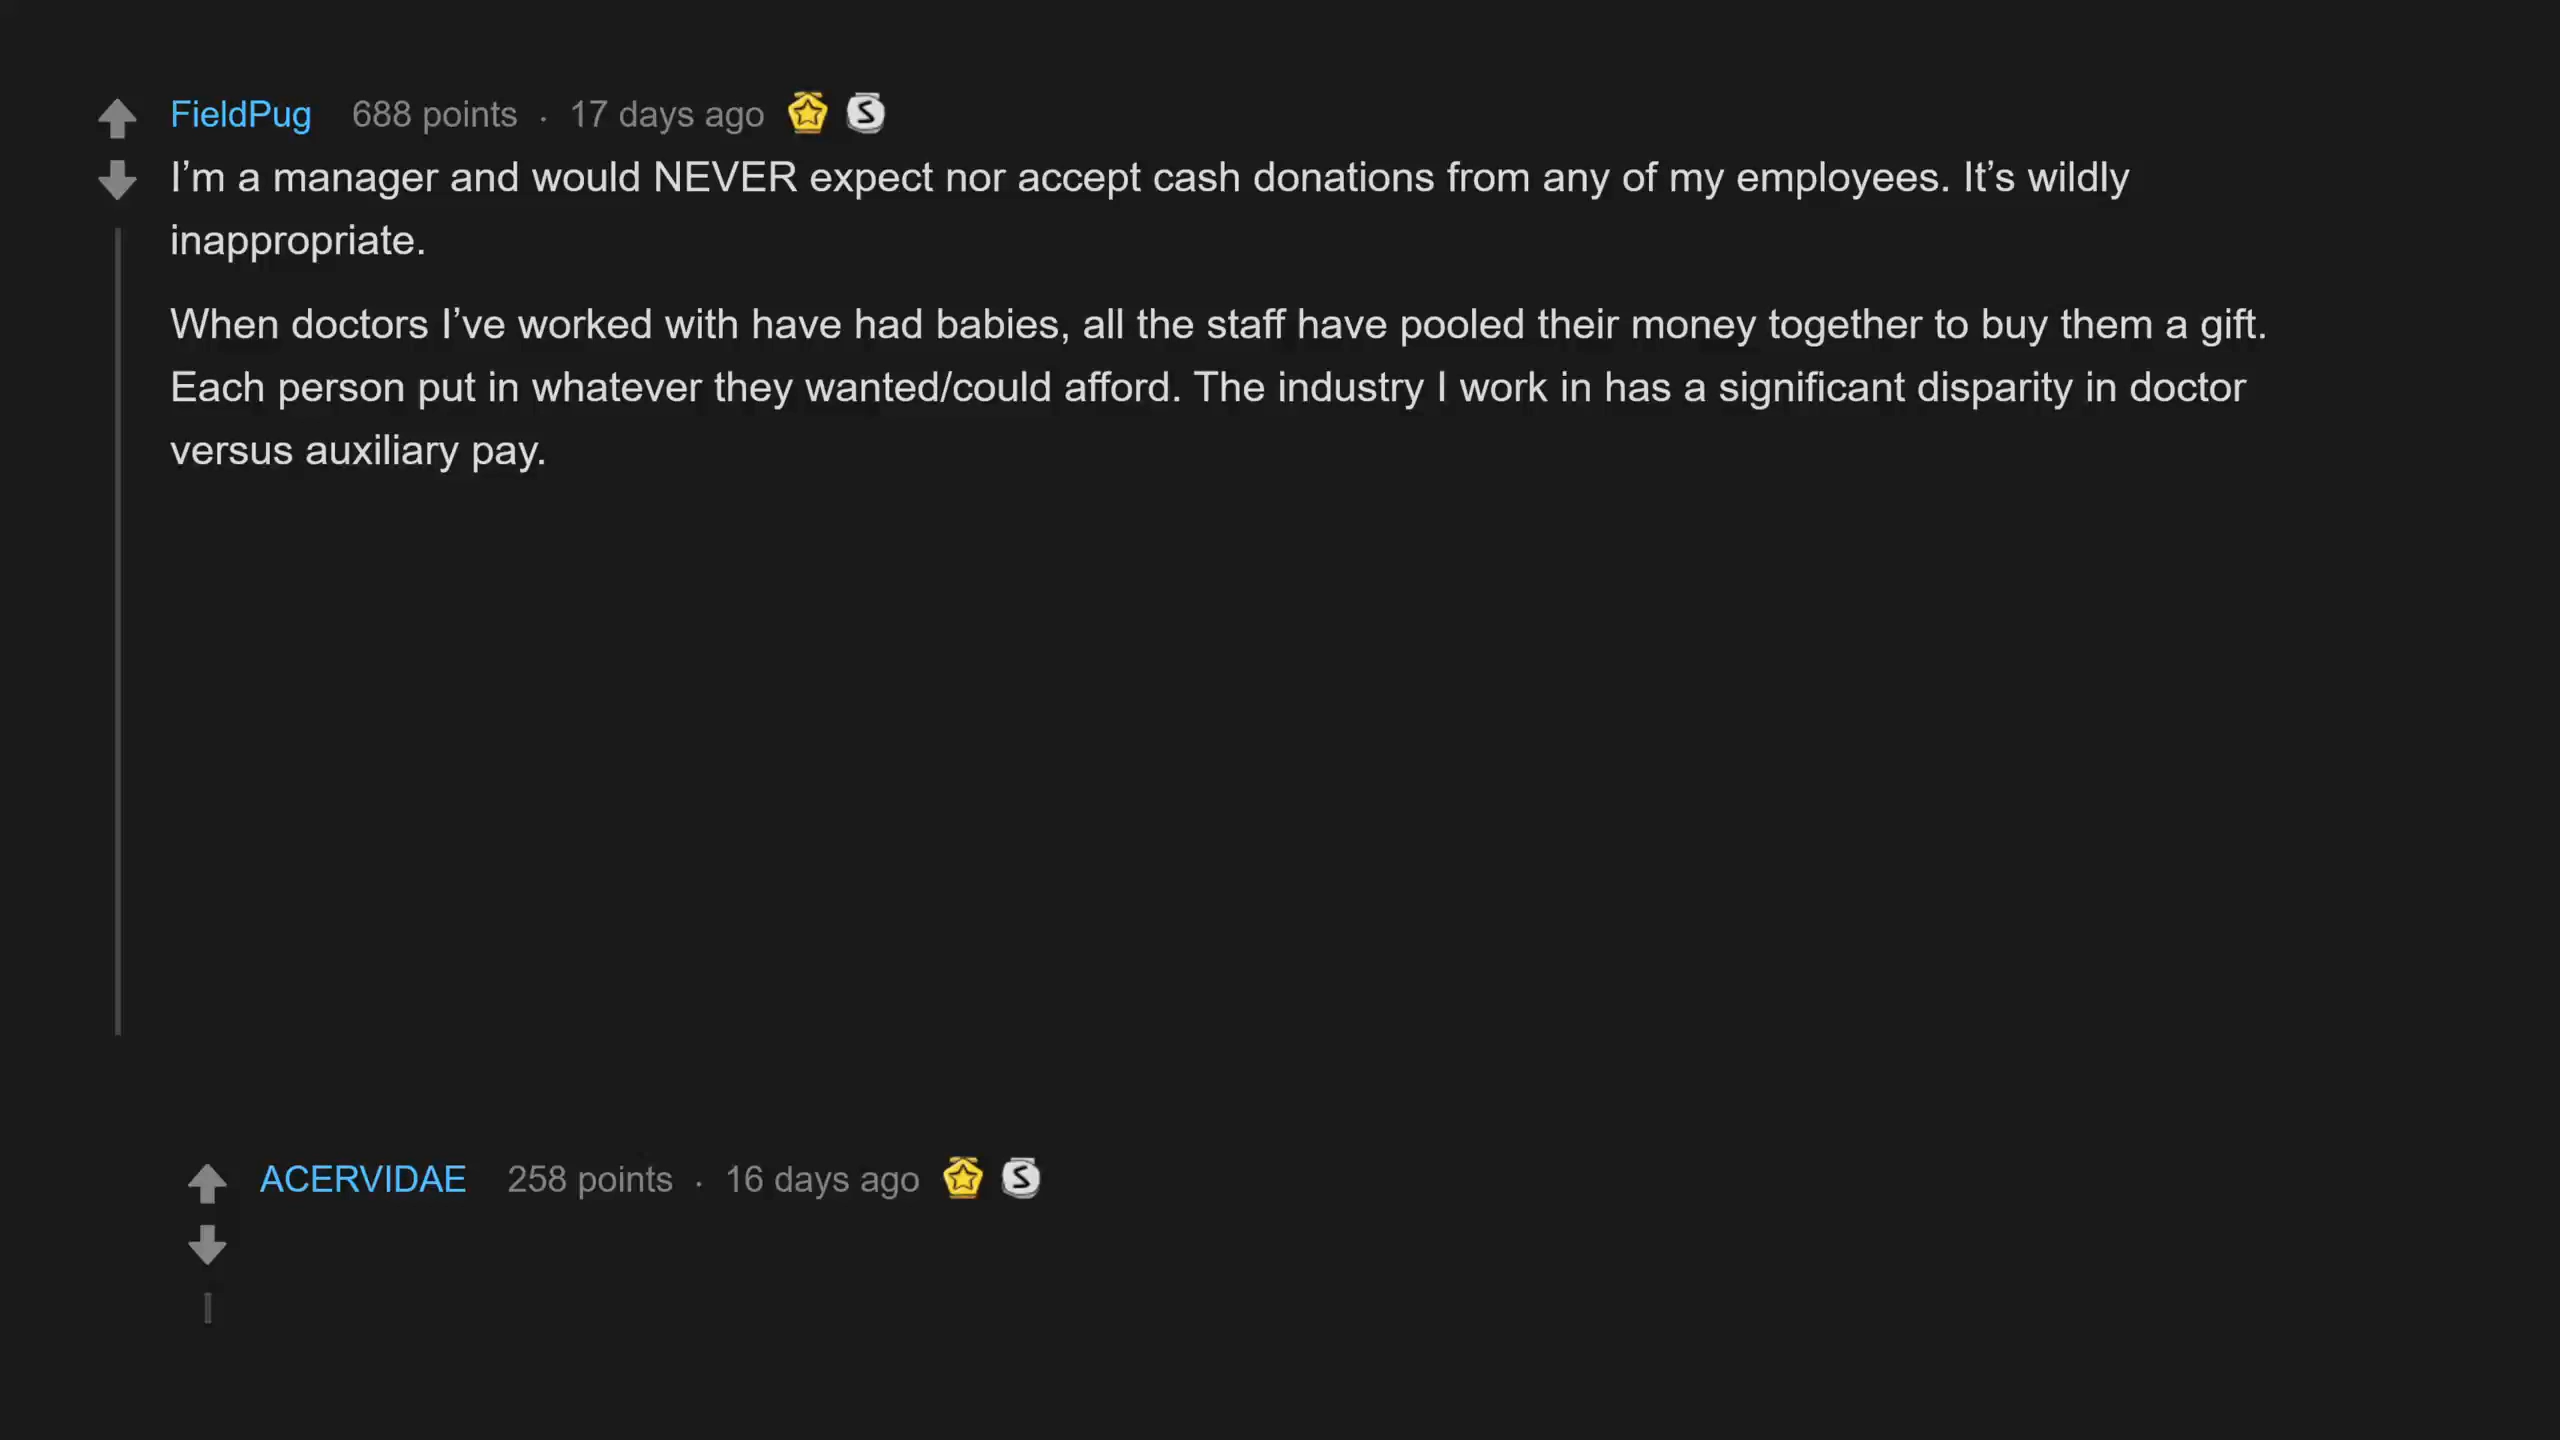 FieldPug 688 points · 17 days ago S
I’m a manager and would NEVER expect nor accept cash donations from any of my employees. It’s wildly
inappropriate.
When doctors I’ve worked with have had babies, all the staff have pooled their money together to buy them a gift.
Each person put in whatever they wanted/could afford. The industry I work in has a significant disparity in doctor
versus auxiliary pay.
ACERVIDAE 258 points · 16 days ago S